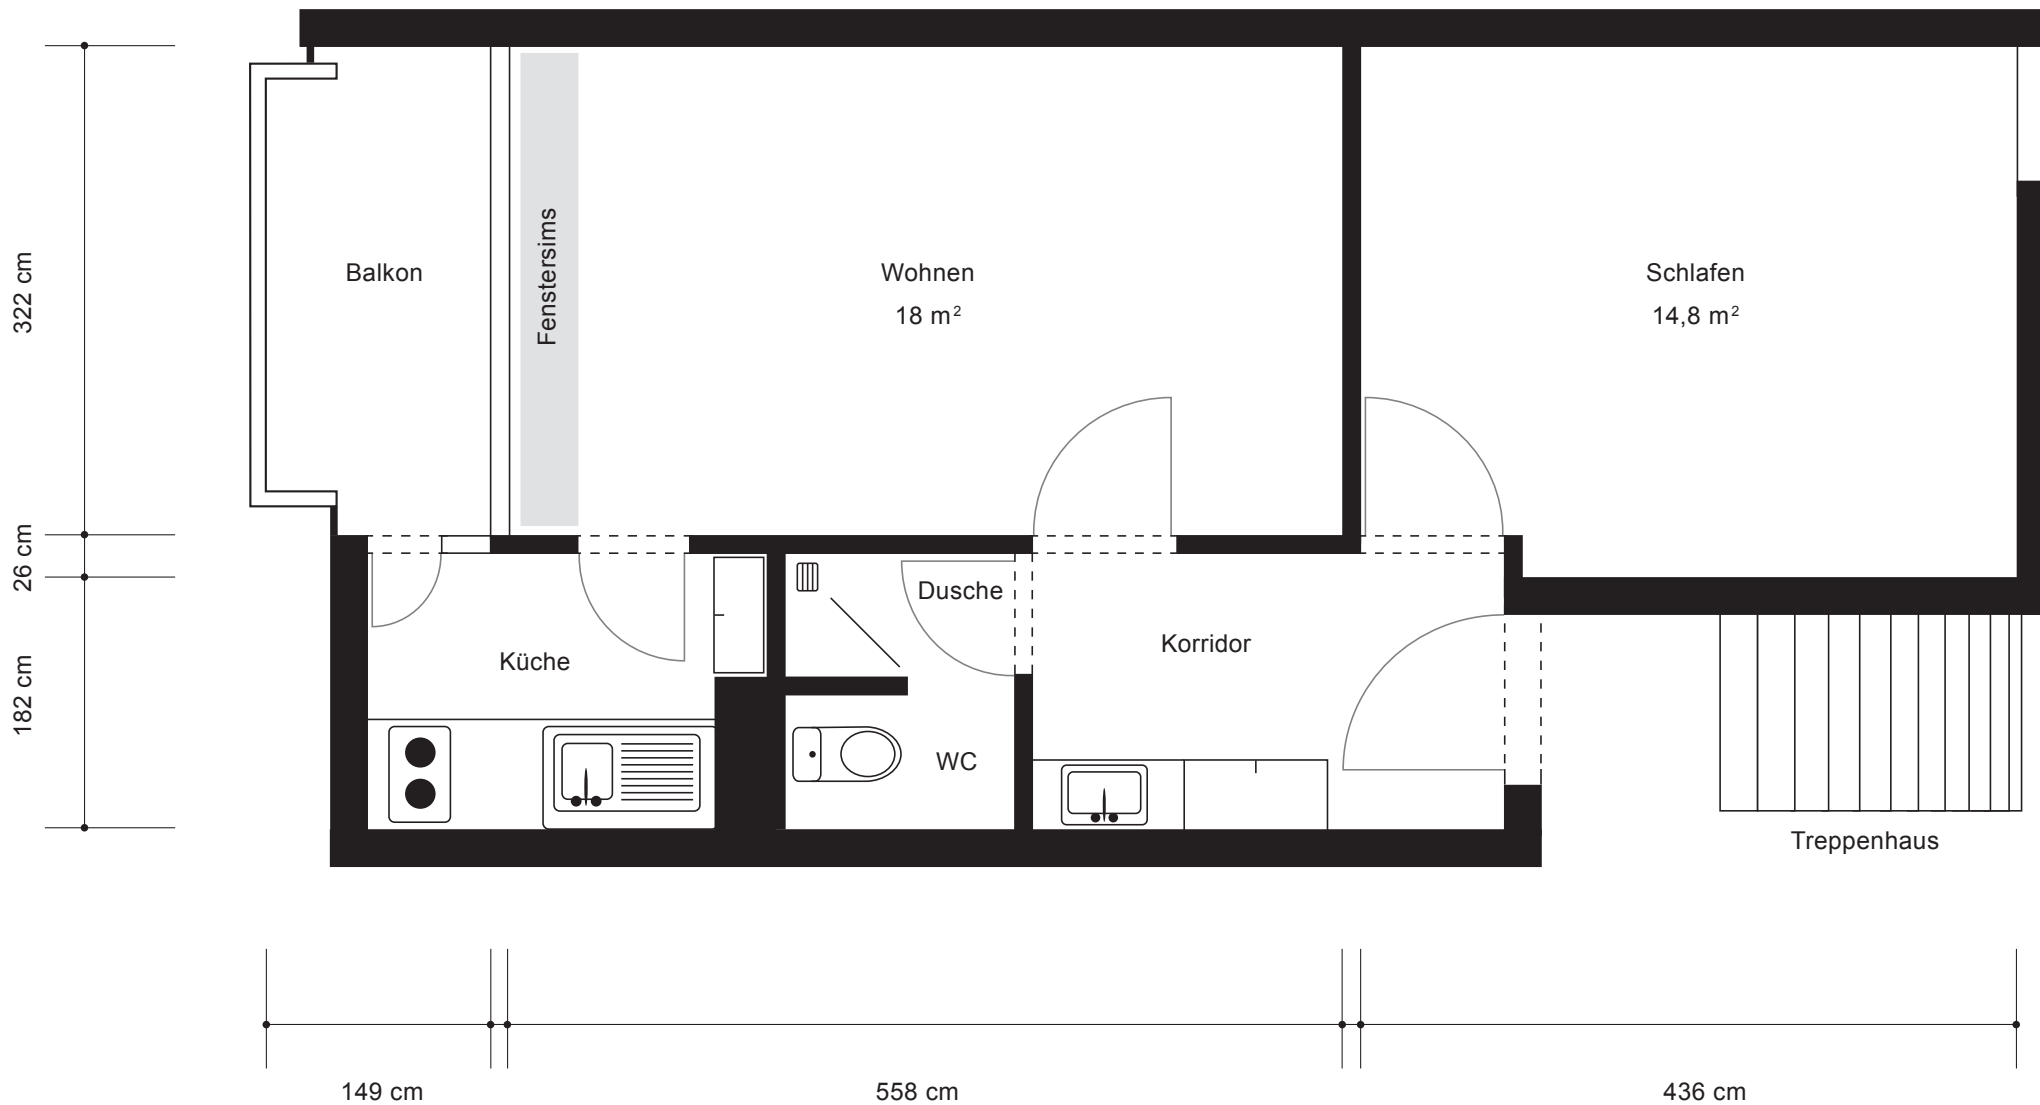 322 cm
26 cm
182 cm
Balkon
Fenstersims
Wohnen
18 m²
Schlafen
14,8 m²
Küche
Dusche
WC
Korridor
Treppenhaus
149 cm
558 cm
436 cm